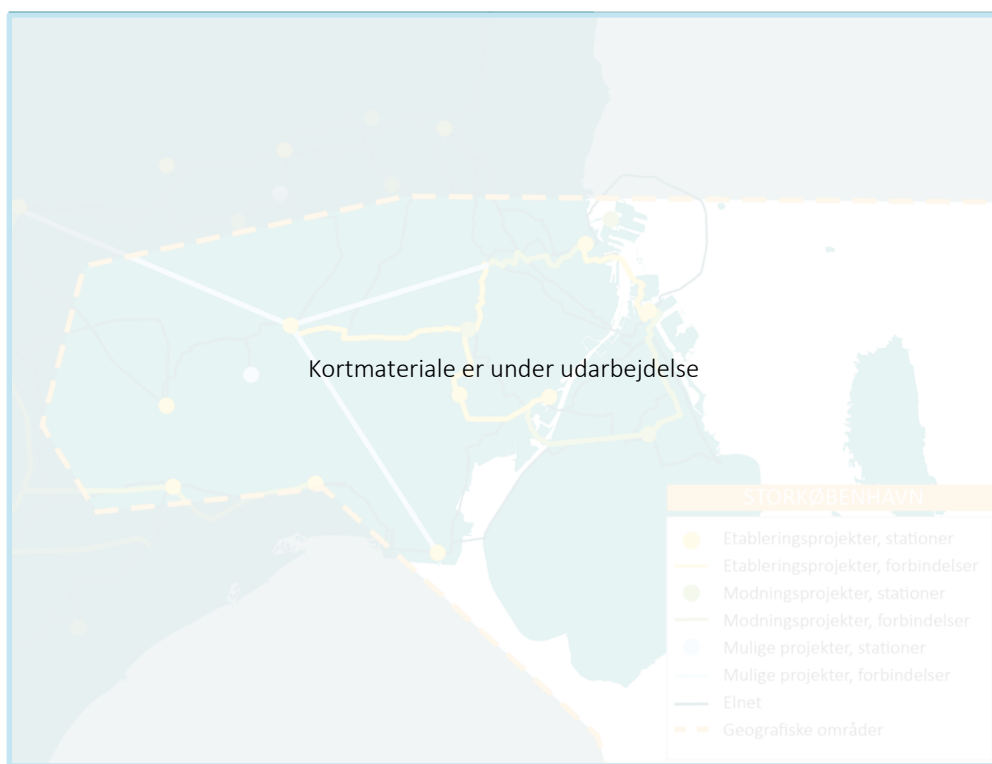 Kortmateriale er under udarbejdelse
STORKØBENHAVN
Etableringsprojekter, stationer
Etableringsprojekter, forbindelser
Modningsprojekter, stationer
Modningsprojekter, forbindelser
Mulige projekter, stationer
Mulige projekter, forbindelser
Elnet
Geografiske områder